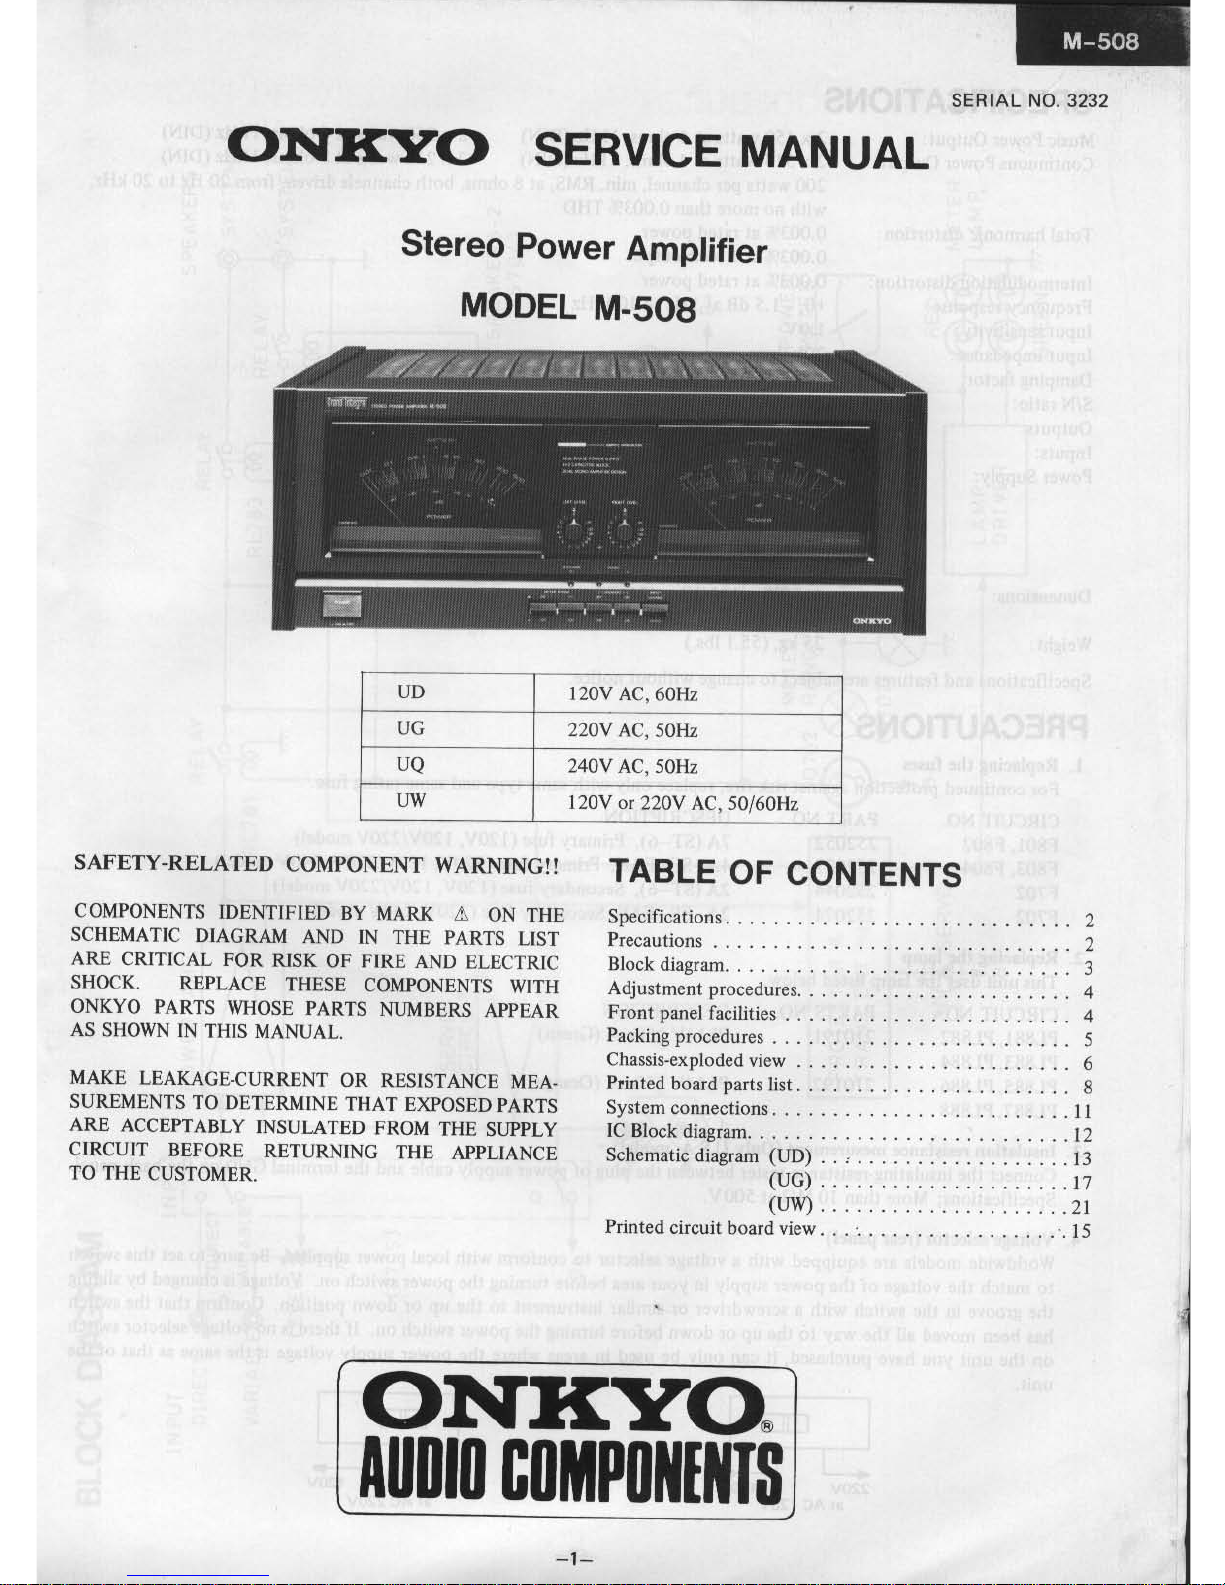 M-508
SERIAL NO. 3232
ONKYO SERVICE MANUAL
Stereo Power Amplifier
MODEL M-508
ONKYO
UD 120V AC, 60Hz
UG 220V AC, 50Hz
UQ 240V AC, 50Hz
UW 120V or 220V AC, 50/60Hz
SAFETY-RELATED COMPONENT WARNING!!
COMPONENTS IDENTIFIED BY MARK ⚠ ON THE
SCHEMATIC DIAGRAM AND IN THE PARTS LIST
ARE CRITICAL FOR RISK OF FIRE AND ELECTRIC
SHOCK. REPLACE THESE COMPONENTS WITH
ONKYO PARTS WHOSE PARTS NUMBERS APPEAR
AS SHOWN IN THIS MANUAL.
MAKE LEAKAGE-CURRENT OR RESISTANCE MEA-
SUREMENTS TO DETERMINE THAT EXPOSED PARTS
ARE ACCEPTABLY INSULATED FROM THE SUPPLY
CIRCUIT BEFORE RETURNING THE APPLIANCE
TO THE CUSTOMER.
TABLE OF CONTENTS
Specifications. . . . . . . . . . . . . . . . . . . . . . . . . . . . . 2
Precautions . . . . . . . . . . . . . . . . . . . . . . . . . . . . . . 2
Block diagram. . . . . . . . . . . . . . . . . . . . . . . . . . . . . 3
Adjustment procedures. . . . . . . . . . . . . . . . . . . . . . . 4
Front panel facilities . . . . . . . . . . . . . . . . . . . . . . . . 4
Packing procedures . . . . . . . . . . . . . . . . . . . . . . . . . 5
Chassis-exploded view . . . . . . . . . . . . . . . . . . . . . . . 6
Printed board parts list. . . . . . . . . . . . . . . . . . . . . . . 8
System connections. . . . . . . . . . . . . . . . . . . . . . . . . 11
IC Block diagram. . . . . . . . . . . . . . . . . . . . . . . . . . . 12
Schematic diagram (UD) . . . . . . . . . . . . . . . . . . . . . 13
(UG) . . . . . . . . . . . . . . . . . . . . . 17
(UW) . . . . . . . . . . . . . . . . . . . . . 21
Printed circuit board view . . . . . . . . . . . . . . . . . . . . . 15
ONKYO®
AUDIO COMPONENTS
–1–